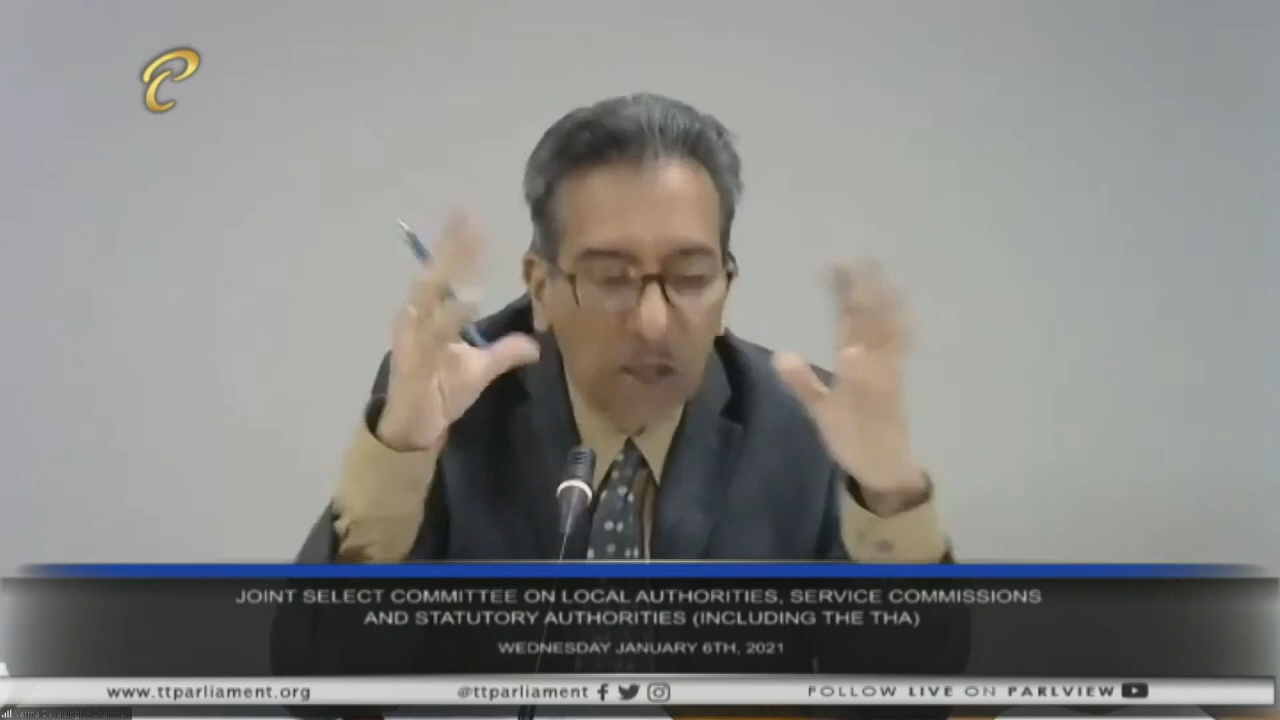 JOINT SELECT COMMITTEE ON LOCAL AUTHORITIES, SERVICE COMMISSIONS
AND STATUTORY AUTHORITIES (INCLUDING THE THA)
WEDNESDAY JANUARY 6TH, 2021
www.ttparliament.org @ttparliament FOLLOW LIVE ON PARLVIEW